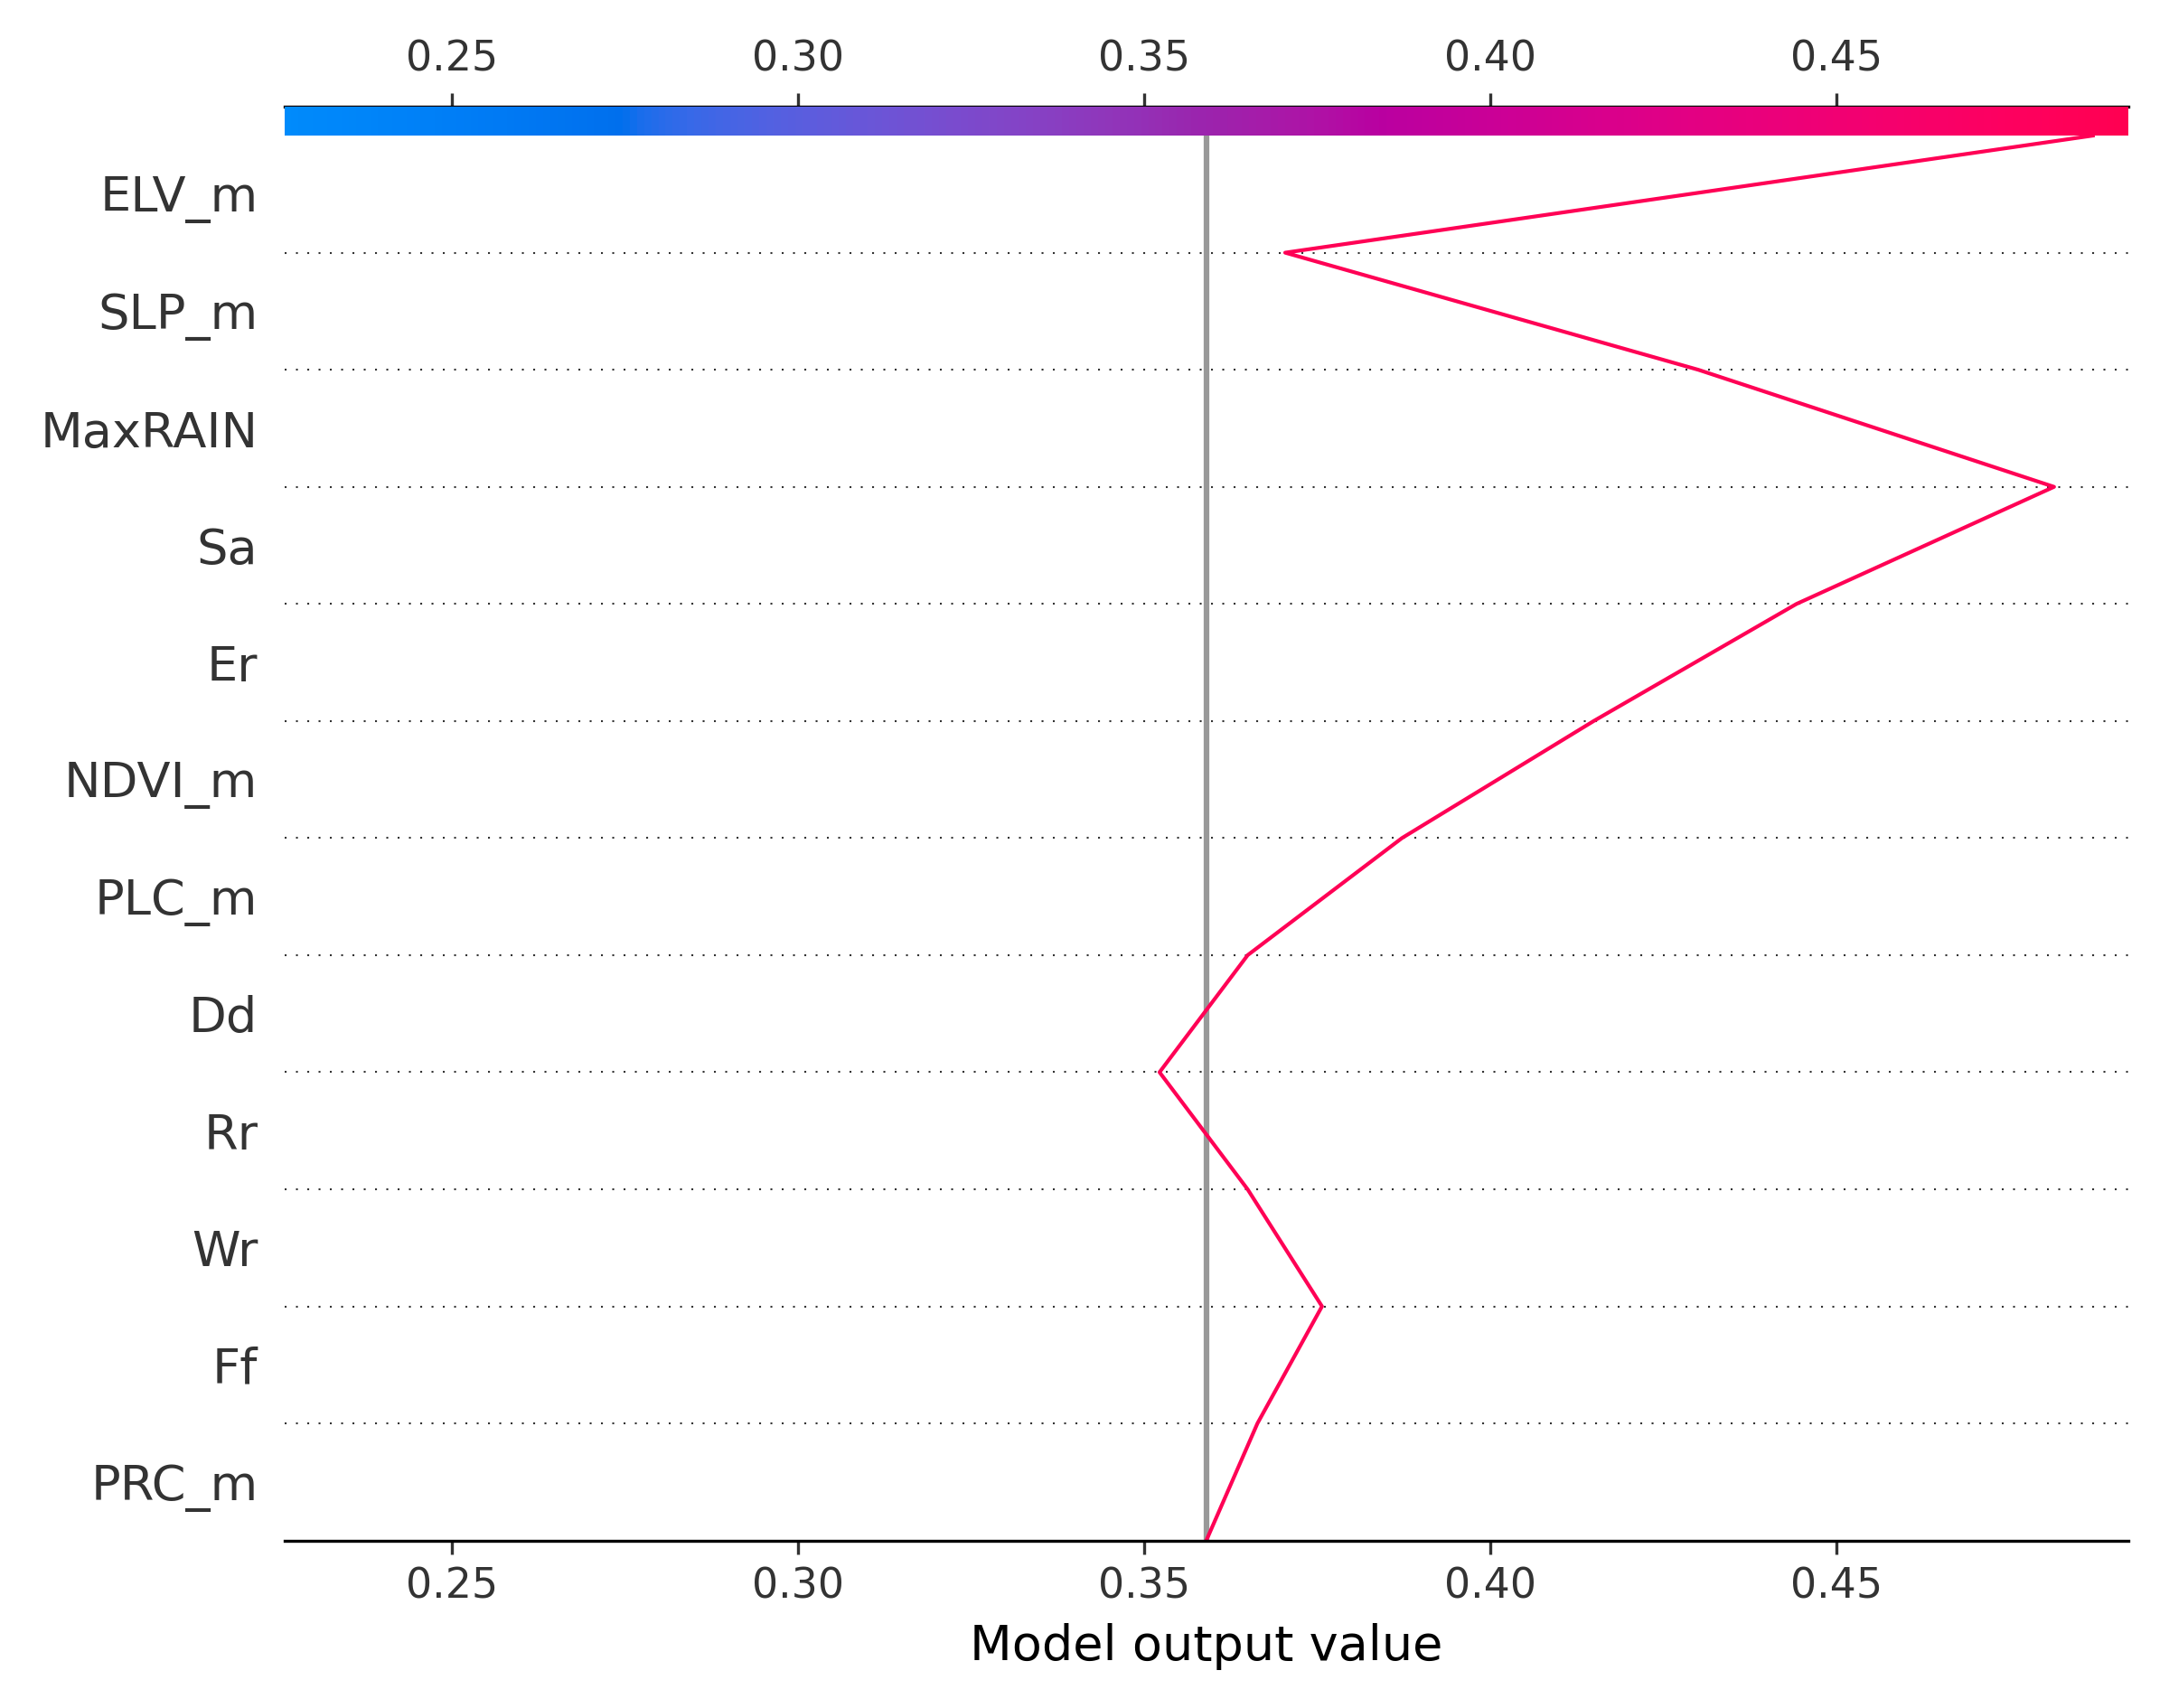 0.25 0.30 0.35 0.40 0.45
ELV_m
SLP_m
MaxRAIN
Sa
Er
NDVI_m
PLC_m
Dd
Rr
Wr
Ff
PRC_m
0.25 0.30 0.35 0.40 0.45
Model output value